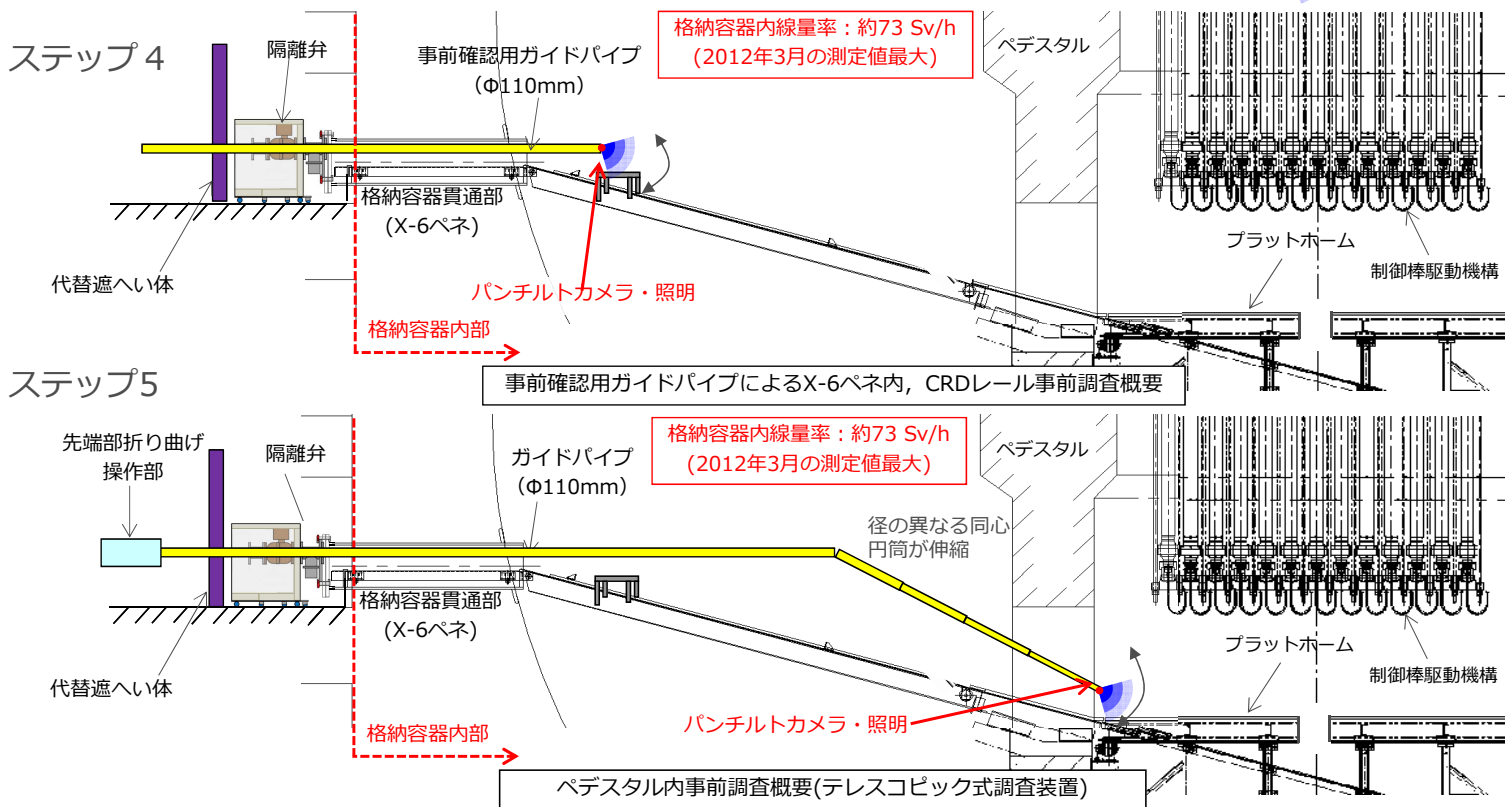 ステップ4
隔離弁
事前確認用ガイドパイプ
（Φ110mm）
格納容器内線量率：約73 Sv/h
(2012年3月の測定値最大)
ペデスタル
格納容器貫通部
(X-6ペネ)
代替遮へい体
パンチルトカメラ・照明
格納容器内部
プラットホーム
制御棒駆動機構
事前確認用ガイドパイプによるX-6ペネ内，CRDレール事前調査概要
ステップ5
先端部折り曲げ
操作部
隔離弁
ガイドパイプ
（Φ110mm）
格納容器内線量率：約73 Sv/h
(2012年3月の測定値最大)
ペデスタル
径の異なる同心
円筒が伸縮
格納容器貫通部
(X-6ペネ)
代替遮へい体
パンチルトカメラ・照明
格納容器内部
プラットホーム
制御棒駆動機構
ペデスタル内事前調査概要(テレスコピック式調査装置)